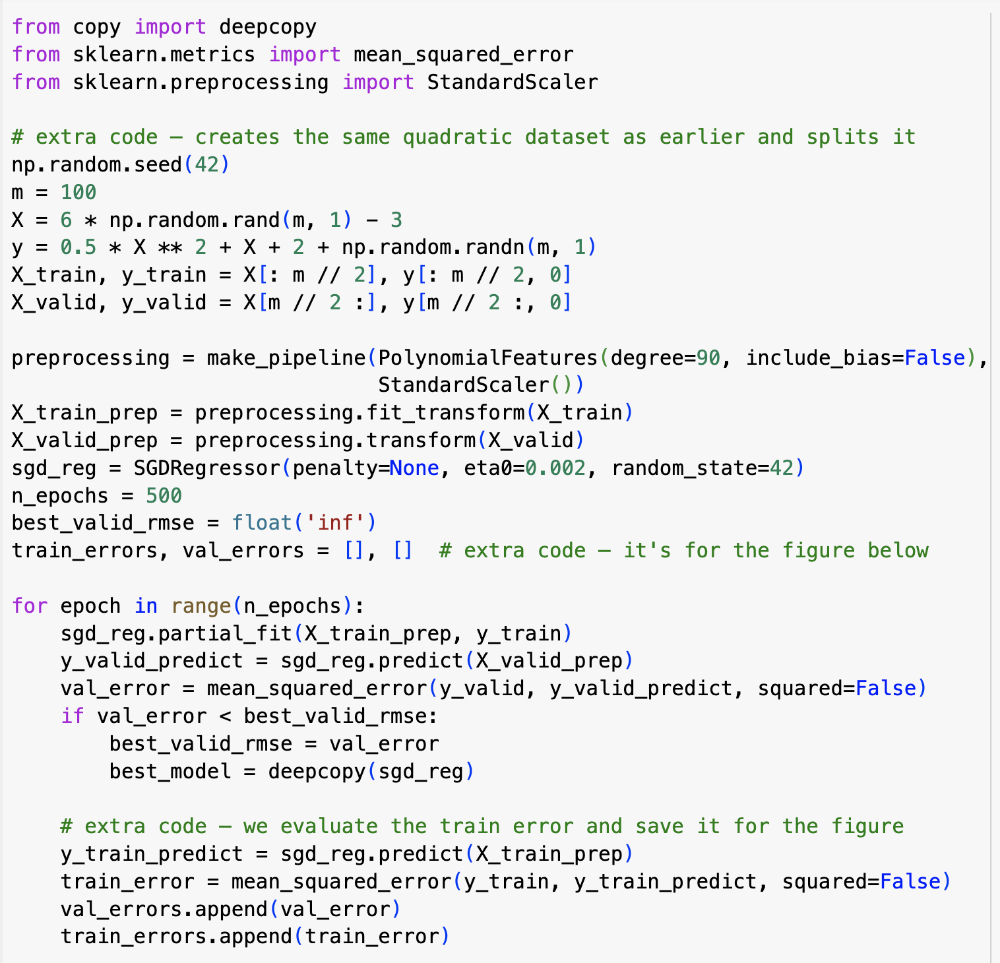 from copy import deepcopy
from sklearn.metrics import mean_squared_error
from sklearn.preprocessing import StandardScaler

# extra code – creates the same quadratic dataset as earlier and splits it
np.random.seed(42)
m = 100
X = 6 * np.random.rand(m, 1) - 3
y = 0.5 * X ** 2 + X + 2 + np.random.randn(m, 1)
X_train, y_train = X[: m // 2], y[: m // 2, 0]
X_valid, y_valid = X[m // 2 :], y[m // 2 :, 0]

preprocessing = make_pipeline(PolynomialFeatures(degree=90, include_bias=False),
                              StandardScaler())
X_train_prep = preprocessing.fit_transform(X_train)
X_valid_prep = preprocessing.transform(X_valid)
sgd_reg = SGDRegressor(penalty=None, eta0=0.002, random_state=42)
n_epochs = 500
best_valid_rmse = float('inf')
train_errors, val_errors = [], []  # extra code – it's for the figure below

for epoch in range(n_epochs):
    sgd_reg.partial_fit(X_train_prep, y_train)
    y_valid_predict = sgd_reg.predict(X_valid_prep)
    val_error = mean_squared_error(y_valid, y_valid_predict, squared=False)
    if val_error < best_valid_rmse:
        best_valid_rmse = val_error
        best_model = deepcopy(sgd_reg)

    # extra code – we evaluate the train error and save it for the figure
    y_train_predict = sgd_reg.predict(X_train_prep)
    train_error = mean_squared_error(y_train, y_train_predict, squared=False)
    val_errors.append(val_error)
    train_errors.append(train_error)